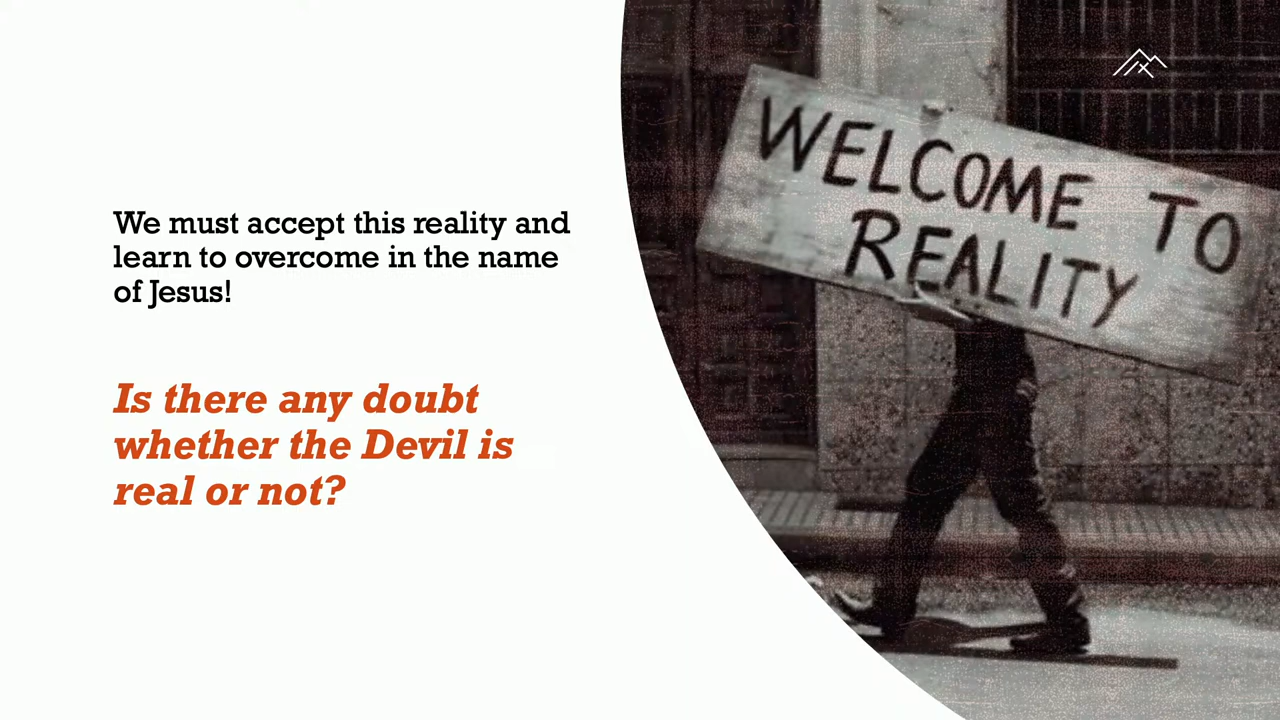 We must accept this reality and
learn to overcome in the name
of Jesus!
Is there any doubt
whether the Devil is
real or not?
WELCOME TO
REALITY